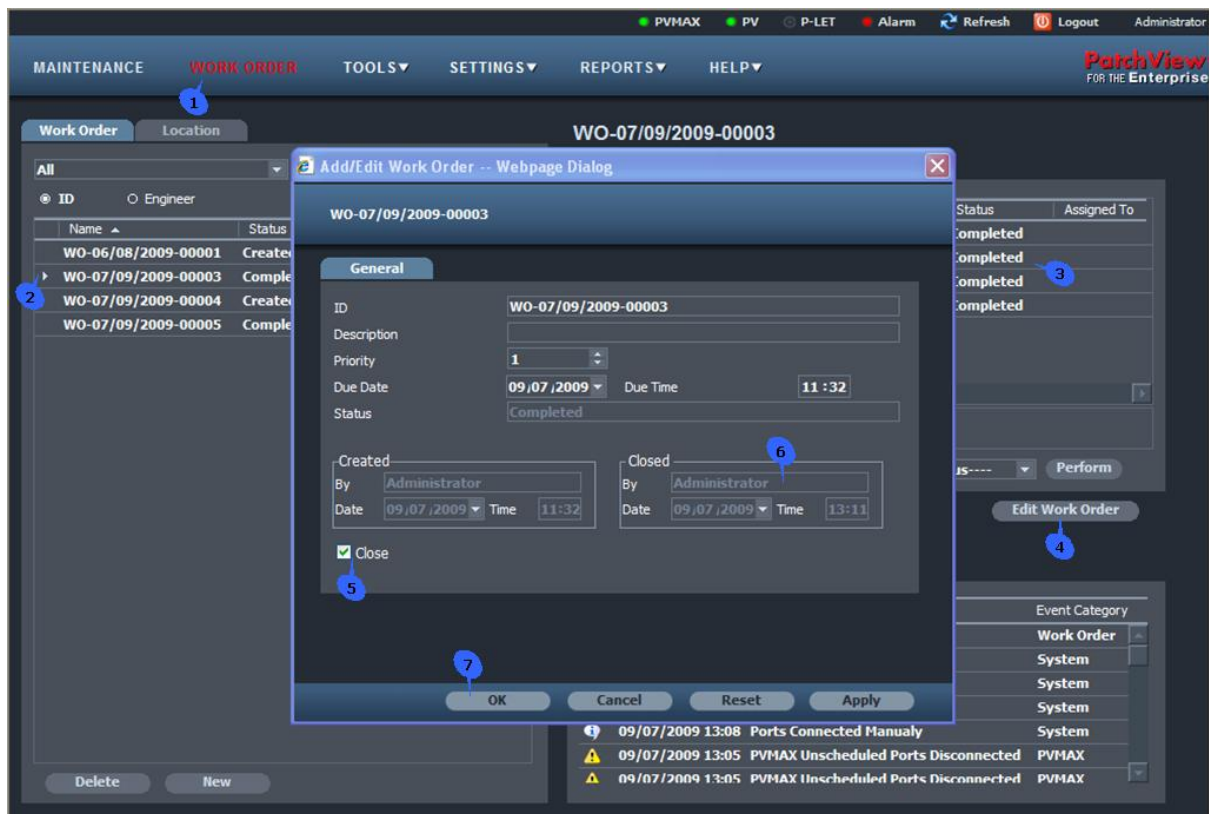 PVMAX PV P-LET Alarm Refresh Logout Administrator
MAINTENANCE WORK ORDER TOOLS SETTINGS REPORTS HELP
PatchView
FOR THE Enterprise
1
Work Order Location
WO-07/09/2009-00003
All
ID Engineer
Name Status
WO-06/08/2009-00001 Create
WO-07/09/2009-00003 Comple
2
WO-07/09/2009-00004 Create
WO-07/09/2009-00005 Comple
Delete New
Add/Edit Work Order -- Webpage Dialog
WO-07/09/2009-00003
General
ID WO-07/09/2009-00003
Description
Priority 1
Due Date 09/07/2009 Due Time 11:32
Status Completed
Created
By Administrator
Date 09/07/2009 Time 11:32
Closed
6
By Administrator
Date 09/07/2009 Time 13:11
Close
5
7
OK Cancel Reset Apply
Status Assigned To
Completed
Completed
3
Completed
Completed
us---- Perform
Edit Work Order
4
Event Category
Work Order
System
System
System
09/07/2009 13:08 Ports Connected Manualy System
09/07/2009 13:05 PVMAX Unscheduled Ports Disconnected PVMAX
09/07/2009 13:05 PVMAX Unscheduled Ports Disconnected PVMAX